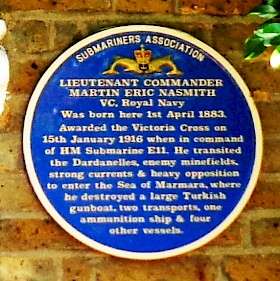 SUBMARINERS ASSOCIATION
LIEUTENANT COMMANDER
MARTIN ERIC NASMITH
VC, Royal Navy
Was born here 1st April 1883.
Awarded the Victoria Cross on
15th January 1916 when in command
of HM Submarine E11. He transited
the Dardanelles, enemy minefields,
strong currents & heavy opposition
to enter the Sea of Marmara, where
he destroyed a large Turkish
gunboat, two transports, one
ammunition ship & four
other vessels.